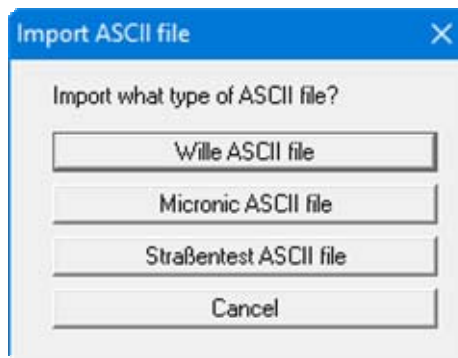 Import ASCII file
Import what type of ASCII file?
Wille ASCII file
Micronic ASCII file
Straßentest ASCII file
Cancel